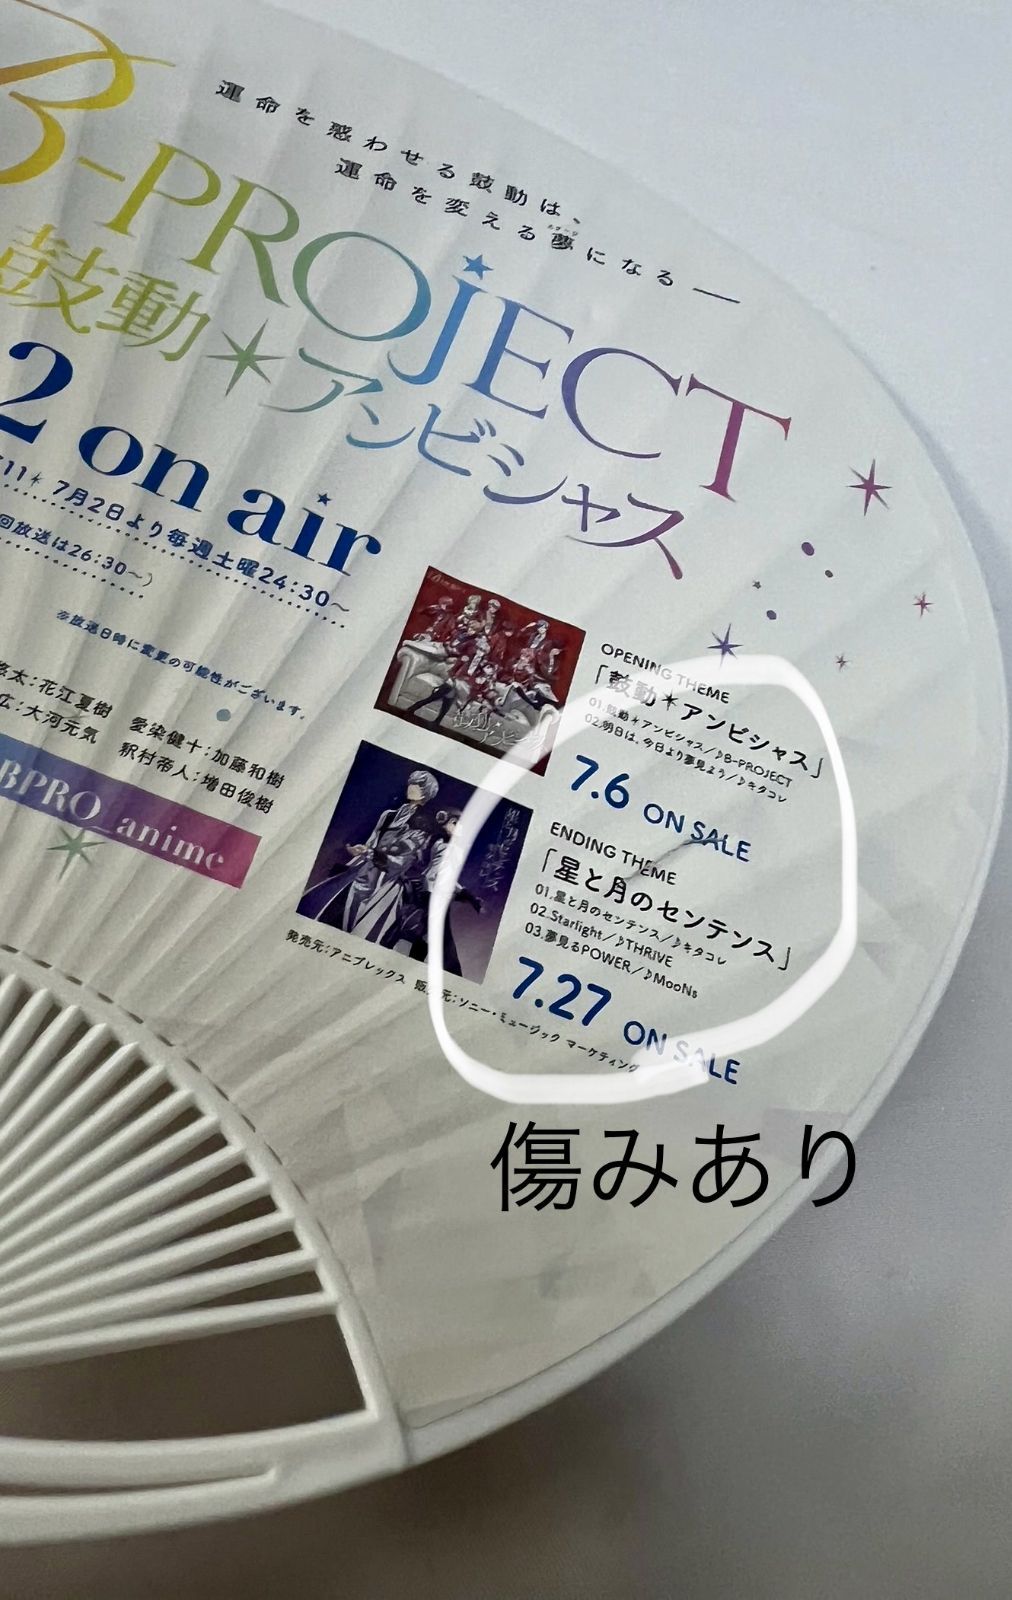 運命を惑わせる鼓動は、
運命を変える夢になる——
B-PROJECT
鼓動*アンビシャス
2 on air
11* 7月2日より毎週土曜24:30～
回放送は26:30～)
※放送日時に変更の可能性がございます。
悠太:花江夏樹 愛染健十:加藤和樹
広:大河元気 釈村帝人:増田俊樹
BPRO_anime
OPENING THEME
「鼓動*アンビシャス」
01.鼓動*アンビシャス/♪B-PROJECT
02.明日は、今日より夢見よう/♪キタコレ
7.6 ON SALE
ENDING THEME
「星と月のセンテンス」
01.星と月のセンテンス/♪キタコレ
02.Starlight/♪THRIVE
03.夢見るPOWER/♪MooNs
7.27 ON SALE
発売元:アニプレックス 販売元:ソニー・ミュージック マーケティング
傷みあり